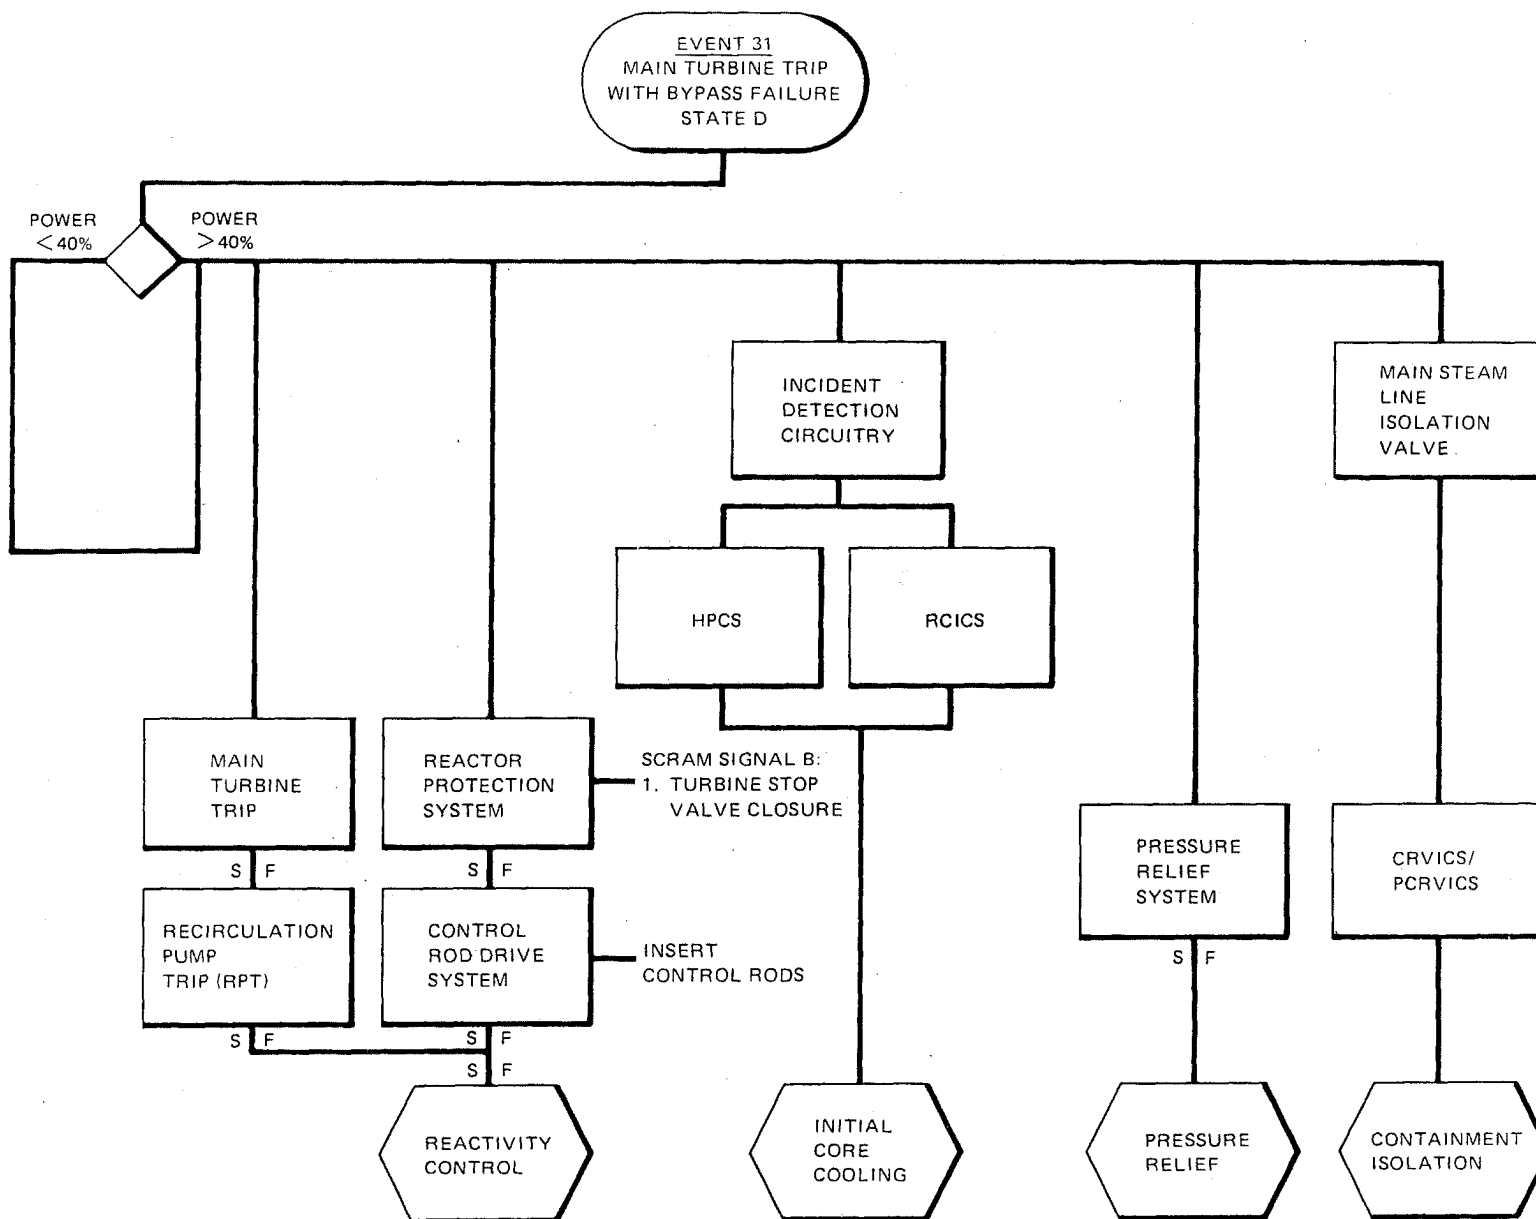 EVENT 31
MAIN TURBINE TRIP
WITH BYPASS FAILURE
STATE D
POWER
< 40%
POWER
> 40%
INCIDENT
DETECTION
CIRCUITRY
MAIN STEAM
LINE
ISOLATION
VALVE
HPCS
RCICS
MAIN
TURBINE
TRIP
REACTOR
PROTECTION
SYSTEM
SCRAM SIGNAL B:
1. TURBINE STOP
VALVE CLOSURE
PRESSURE
RELIEF
SYSTEM
CRVICS/
PCRVICS
S F
S F
RECIRCULATION
PUMP
TRIP (RPT)
CONTROL
ROD DRIVE
SYSTEM
INSERT
CONTROL RODS
S F
S F
S F
S F
REACTIVITY
CONTROL
INITIAL
CORE
COOLING
PRESSURE
RELIEF
CONTAINMENT
ISOLATION